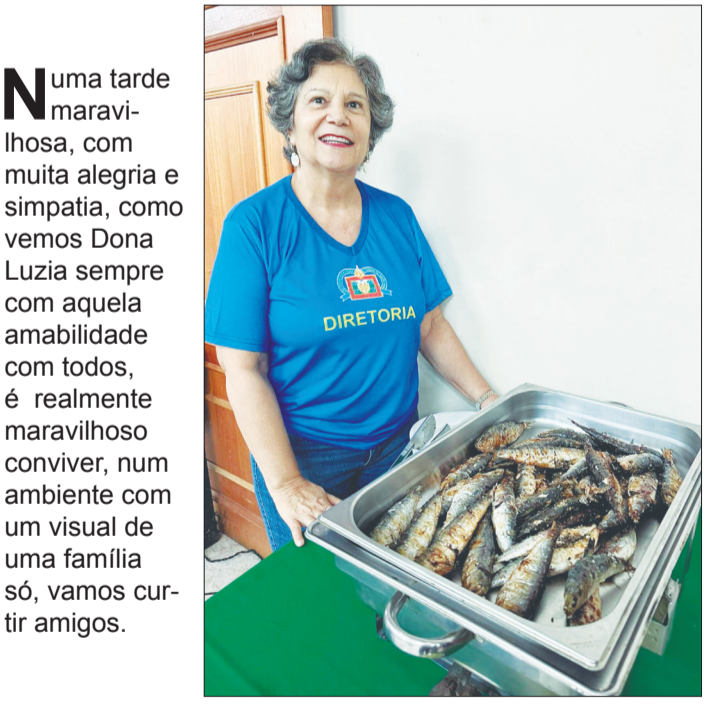 Numa tarde
maravi-
lhosa, com
muita alegria e
simpatia, como
vemos Dona
Luzia sempre
com aquela
amabilidade
com todos,
é  realmente
maravilhoso
conviver, num
ambiente com
um visual de
uma família
só, vamos cur-
tir amigos.
DIRETORIA